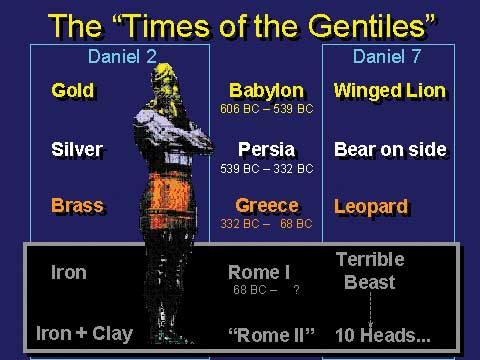 The “Times of the Gentiles”
Daniel 2 Daniel 7
Gold Babylon Winged Lion
606 BC – 539 BC
Silver Persia Bear on side
539 BC – 332 BC
Brass Greece Leopard
332 BC – 68 BC
Iron Rome I Terrible Beast
68 BC – ?
Iron + Clay “Rome II” 10 Heads...